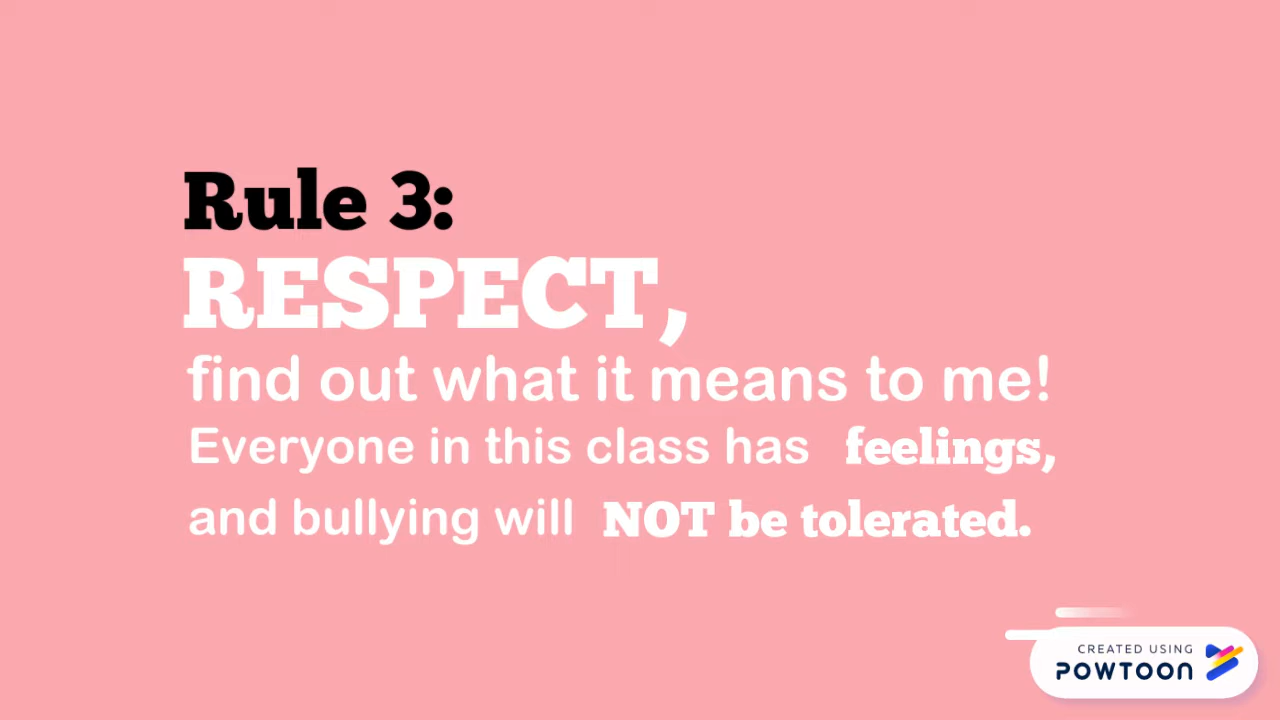 Rule 3:
RESPECT,
find out what it means to me!
Everyone in this class has feelings,
and bullying will NOT be tolerated.
CREATED USING
POWTOON